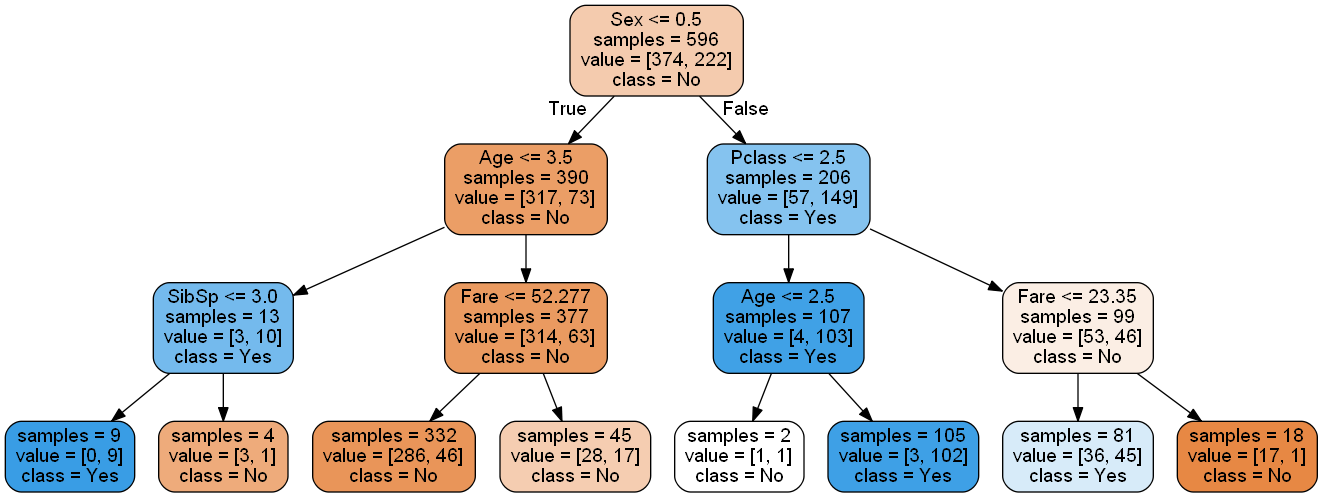 Sex <= 0.5
samples = 596
value = [374, 222]
class = No
True
False
Age <= 3.5
samples = 390
value = [317, 73]
class = No
Pclass <= 2.5
samples = 206
value = [57, 149]
class = Yes
SibSp <= 3.0
samples = 13
value = [3, 10]
class = Yes
Fare <= 52.277
samples = 377
value = [314, 63]
class = No
Age <= 2.5
samples = 107
value = [4, 103]
class = Yes
Fare <= 23.35
samples = 99
value = [53, 46]
class = No
samples = 9
value = [0, 9]
class = Yes
samples = 4
value = [3, 1]
class = No
samples = 332
value = [286, 46]
class = No
samples = 45
value = [28, 17]
class = No
samples = 2
value = [1, 1]
class = No
samples = 105
value = [3, 102]
class = Yes
samples = 81
value = [36, 45]
class = Yes
samples = 18
value = [17, 1]
class = No